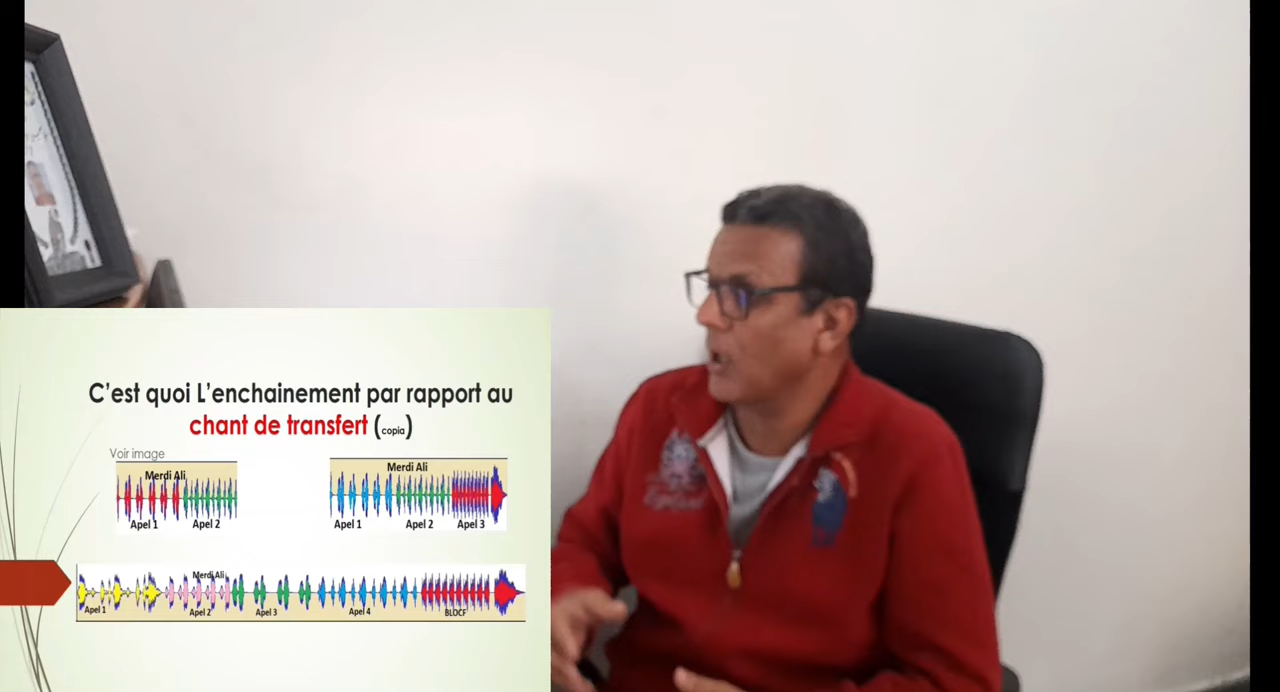 C'est quoi L'enchainement par rapport au
chant de transfert (copia)
Voir image
Merdi Ali
Apel 1 Apel 2
Merdi Ali
Apel 1 Apel 2 Apel 3
Merdi Ali
Apel 1 Apel 2 Apel 3 Apel 4 BLOCF